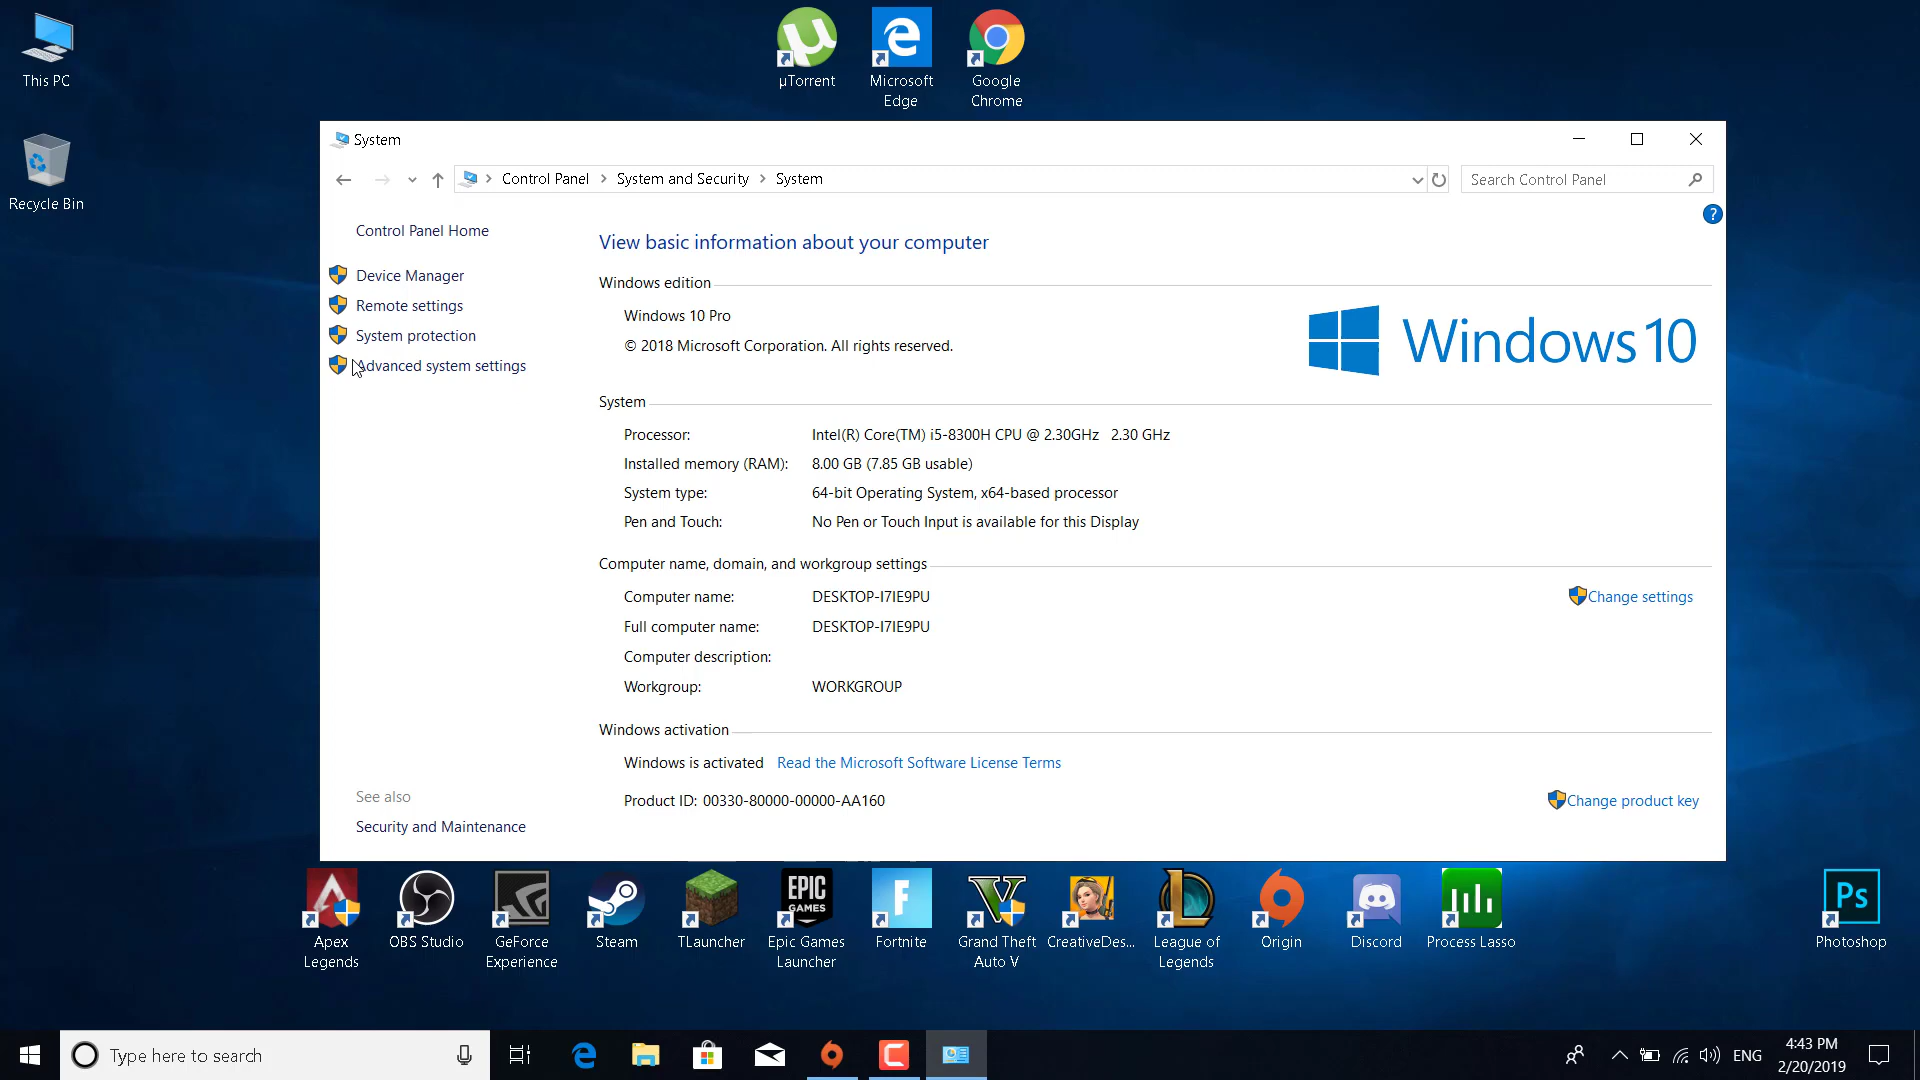 This PC
Recycle Bin
µTorrent
Microsoft
Edge
Google
Chrome
System
Control Panel
System and Security
System
Search Control Panel
?
Control Panel Home
Device Manager
Remote settings
System protection
Advanced system settings
View basic information about your computer
Windows edition
Windows 10 Pro
© 2018 Microsoft Corporation. All rights reserved.
Windows 10
System
Processor: Intel(R) Core(TM) i5-8300H CPU @ 2.30GHz 2.30 GHz
Installed memory (RAM): 8.00 GB (7.85 GB usable)
System type: 64-bit Operating System, x64-based processor
Pen and Touch: No Pen or Touch Input is available for this Display
Computer name, domain, and workgroup settings
Computer name: DESKTOP-I7IE9PU
Change settings
Full computer name: DESKTOP-I7IE9PU
Computer description:
Workgroup: WORKGROUP
Windows activation
Windows is activated Read the Microsoft Software License Terms
Product ID: 00330-80000-00000-AA160
Change product key
See also
Security and Maintenance
EPIC
GAMES
F
V
Ps
Apex
Legends
OBS Studio
GeForce
Experience
Steam
TLauncher
Epic Games
Launcher
Fortnite
Grand Theft
Auto V
CreativeDes...
League of
Legends
Origin
Discord
Process Lasso
Photoshop
Type here to search
ENG
4:43 PM
2/20/2019